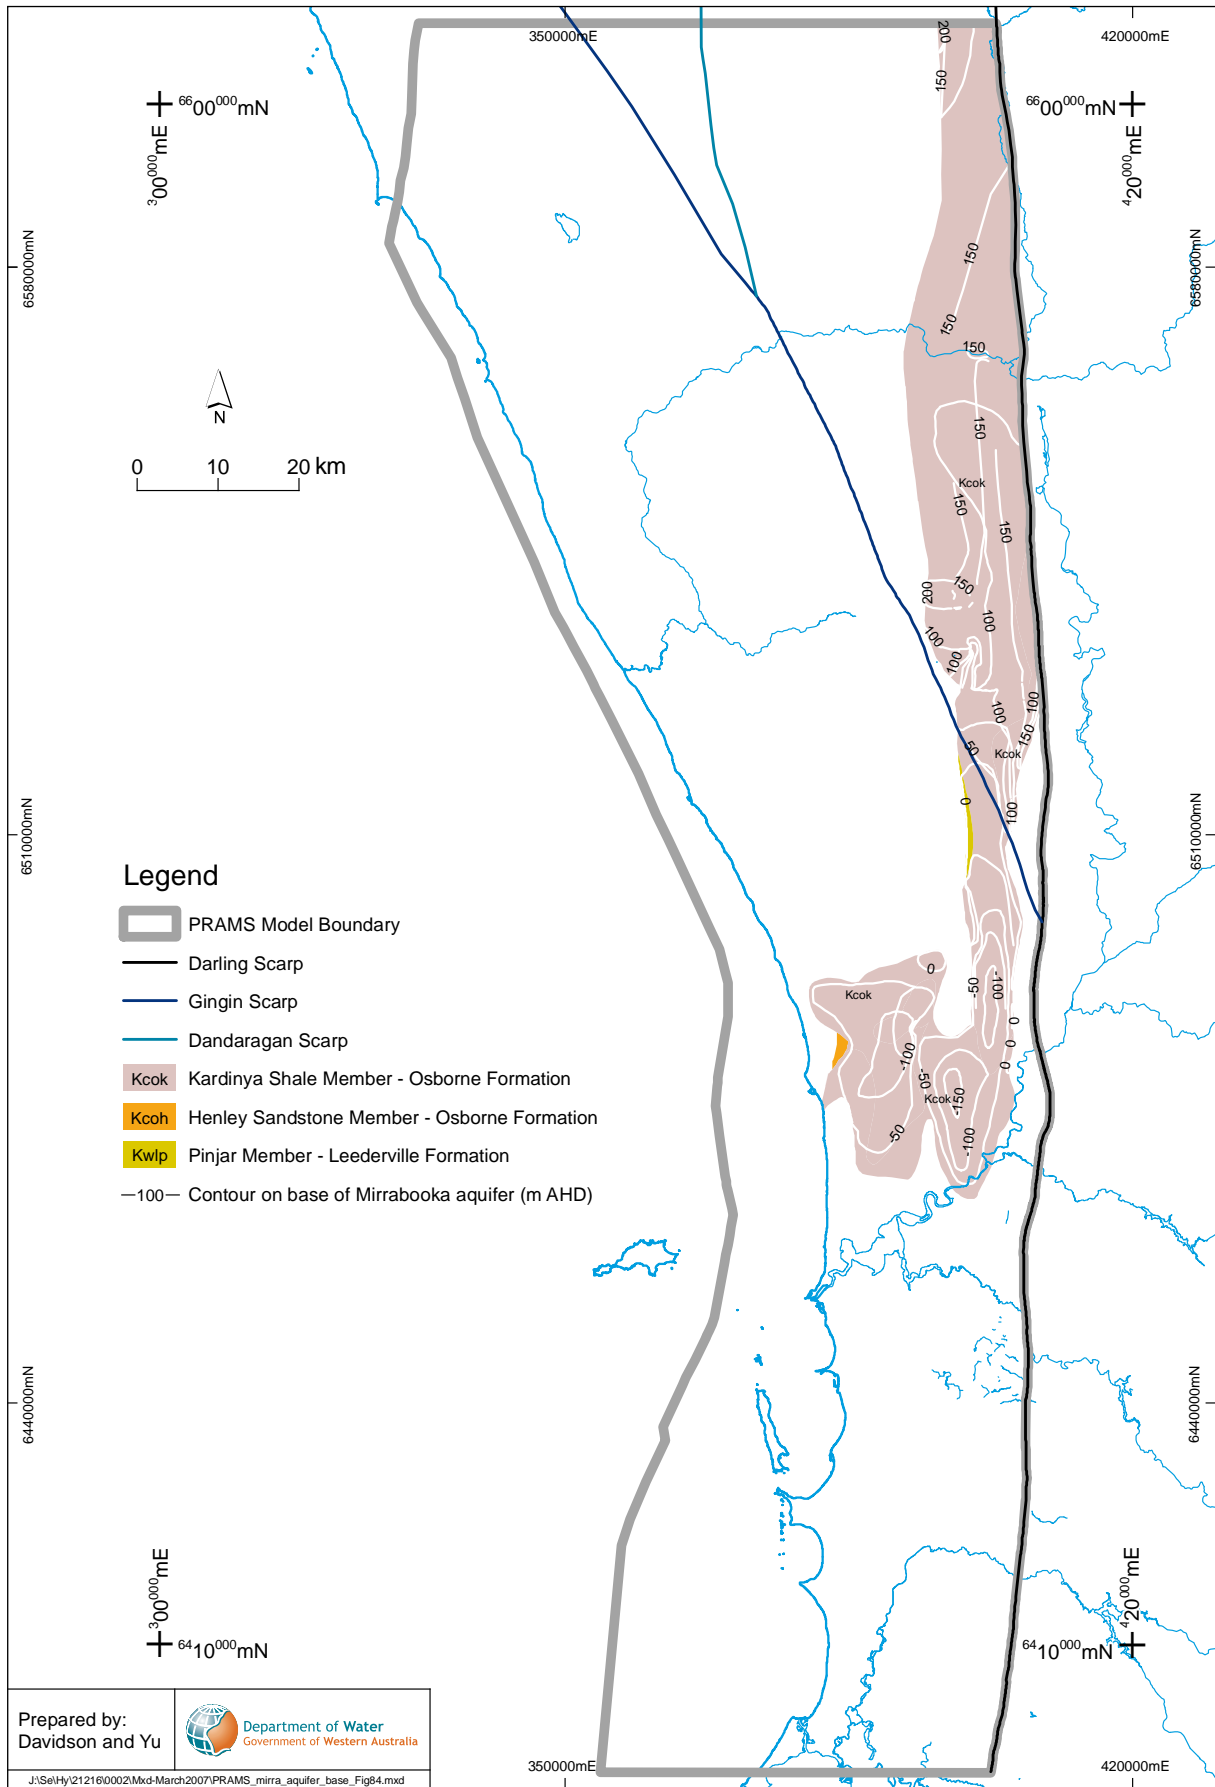 350000mE
420000mE
6600000mN
6600000mN
300000mE
420000mE
6580000mN
6580000mN
200
150
150
150
150
N
0 10 20 km
150
Kcok
150
150
150
200
100
100
100
100
100
150
50
Kcok
0
100
6510000mN
6510000mN
Legend
PRAMS Model Boundary
Darling Scarp
Gingin Scarp
Dandaragan Scarp
Kcok Kardinya Shale Member - Osborne Formation
Kcoh Henley Sandstone Member - Osborne Formation
Kwlp Pinjar Member - Leederville Formation
—100— Contour on base of Mirrabooka aquifer (m AHD)
0
-100
-50
Kcok
0
0
0
-100
-50
Kcok
-150
-50
-100
6440000mN
6440000mN
300000mE
420000mE
6410000mN
6410000mN
Prepared by:
Davidson and Yu
Department of Water
Government of Western Australia
350000mE
420000mE
J:\Se\Hy\21216\0002\Mxd-March2007\PRAMS_mirra_aquifer_base_Fig84.mxd